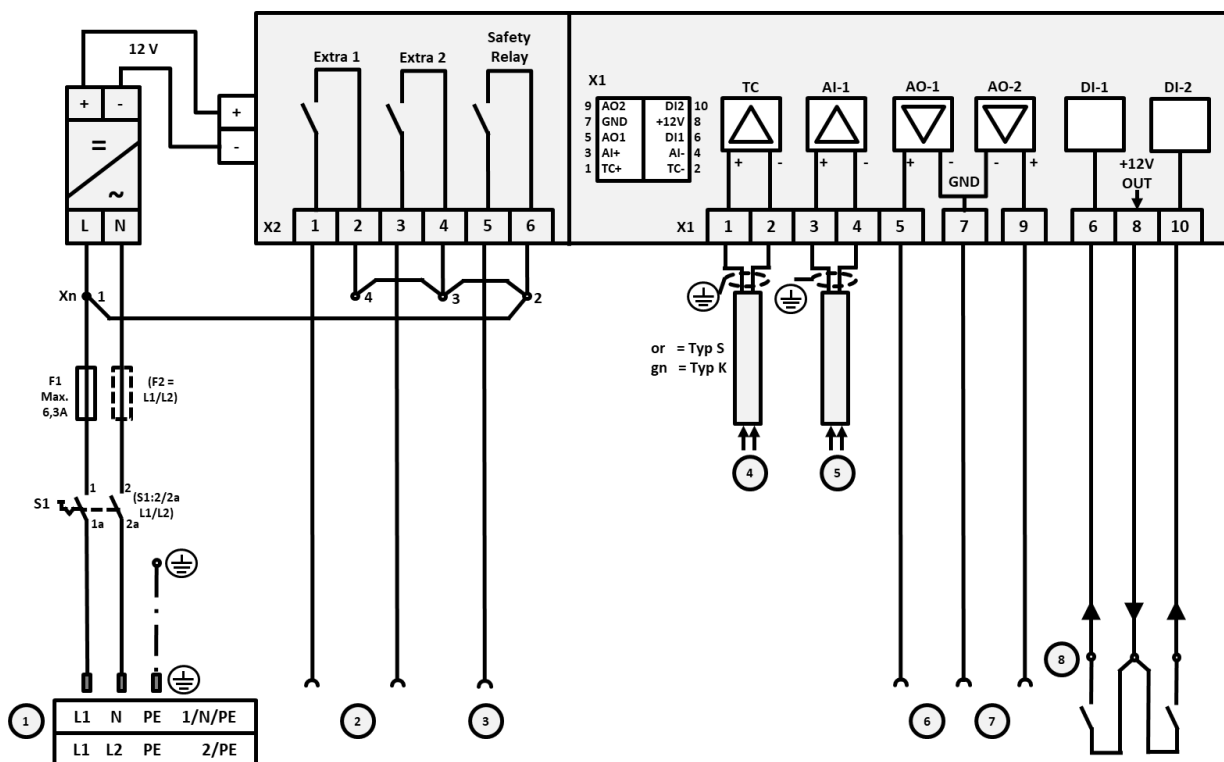 12 V
Safety
Relay
Extra 1 Extra 2
+ -
+
-
= ~
L N
X2 1 2 3 4 5 6
X1
9 AO2 DI2 10
7 GND +12V 8
5 AO1 DI1 6
3 AI+ AI- 4
1 TC+ TC- 2
TC AI-1 AO-1 AO-2 DI-1 DI-2
+ - + - + - - +
GND
+12V
OUT
X1 1 2 3 4 5 7 9 6 8 10
Xn 1 4 3 2
or = Typ S
gn = Typ K
F1
Max.
6,3A
(F2 =
L1/L2)
4 5
S1 1 2
1a 2a
(S1:2/2a
L1/L2)
8
1 2 3 6 7
L1 N PE 1/N/PE
L1 L2 PE 2/PE